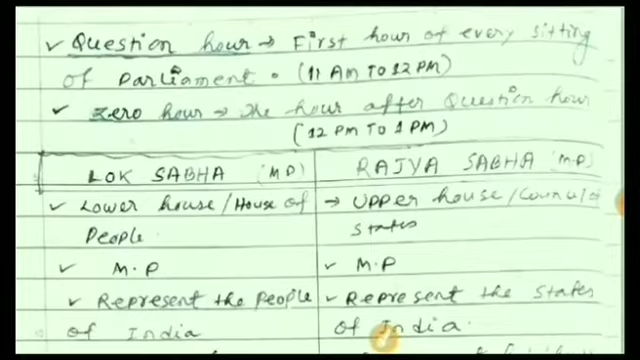 ✓ Question hour → First hour of every sitting
of Parliament. (11 AM TO 12 PM)
✓ Zero hour → The hour after Question hour
(12 PM TO 1 PM)
LOK SABHA (MP)
RAJYA SABHA (M.P)
✓ Lower house/House of
People
→ Upper house/Council of
States
✓ M.P
✓ M.P
✓ Represent the People
of India
✓ Represent the States
of India.